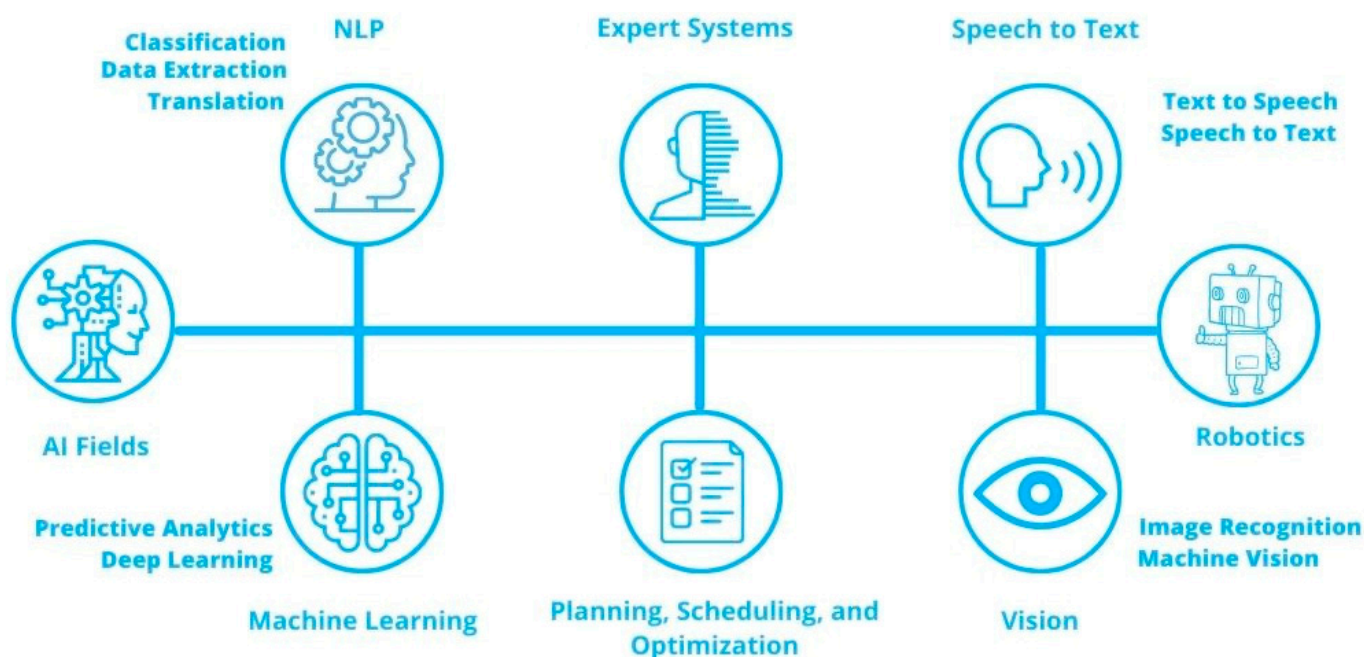 NLP
Classification
Data Extraction
Translation
Expert Systems
Speech to Text
Text to Speech
Speech to Text
AI Fields
Robotics
Predictive Analytics
Deep Learning
Machine Learning
Planning, Scheduling, and
Optimization
Image Recognition
Machine Vision
Vision